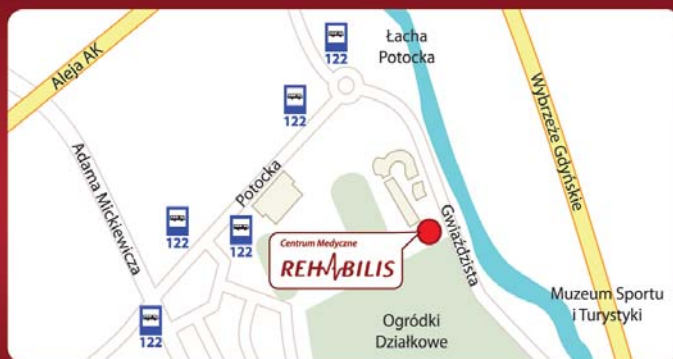 Łacha
Potocka
122
Aleja AK
122
Wybrzeże Gdyńskie
Adama Mickiewicza
Potocka
Gwiaździsta
122
122
Centrum Medyczne
REHABILIS
Muzeum Sportu
i Turystyki
Ogródki
Działkowe
122